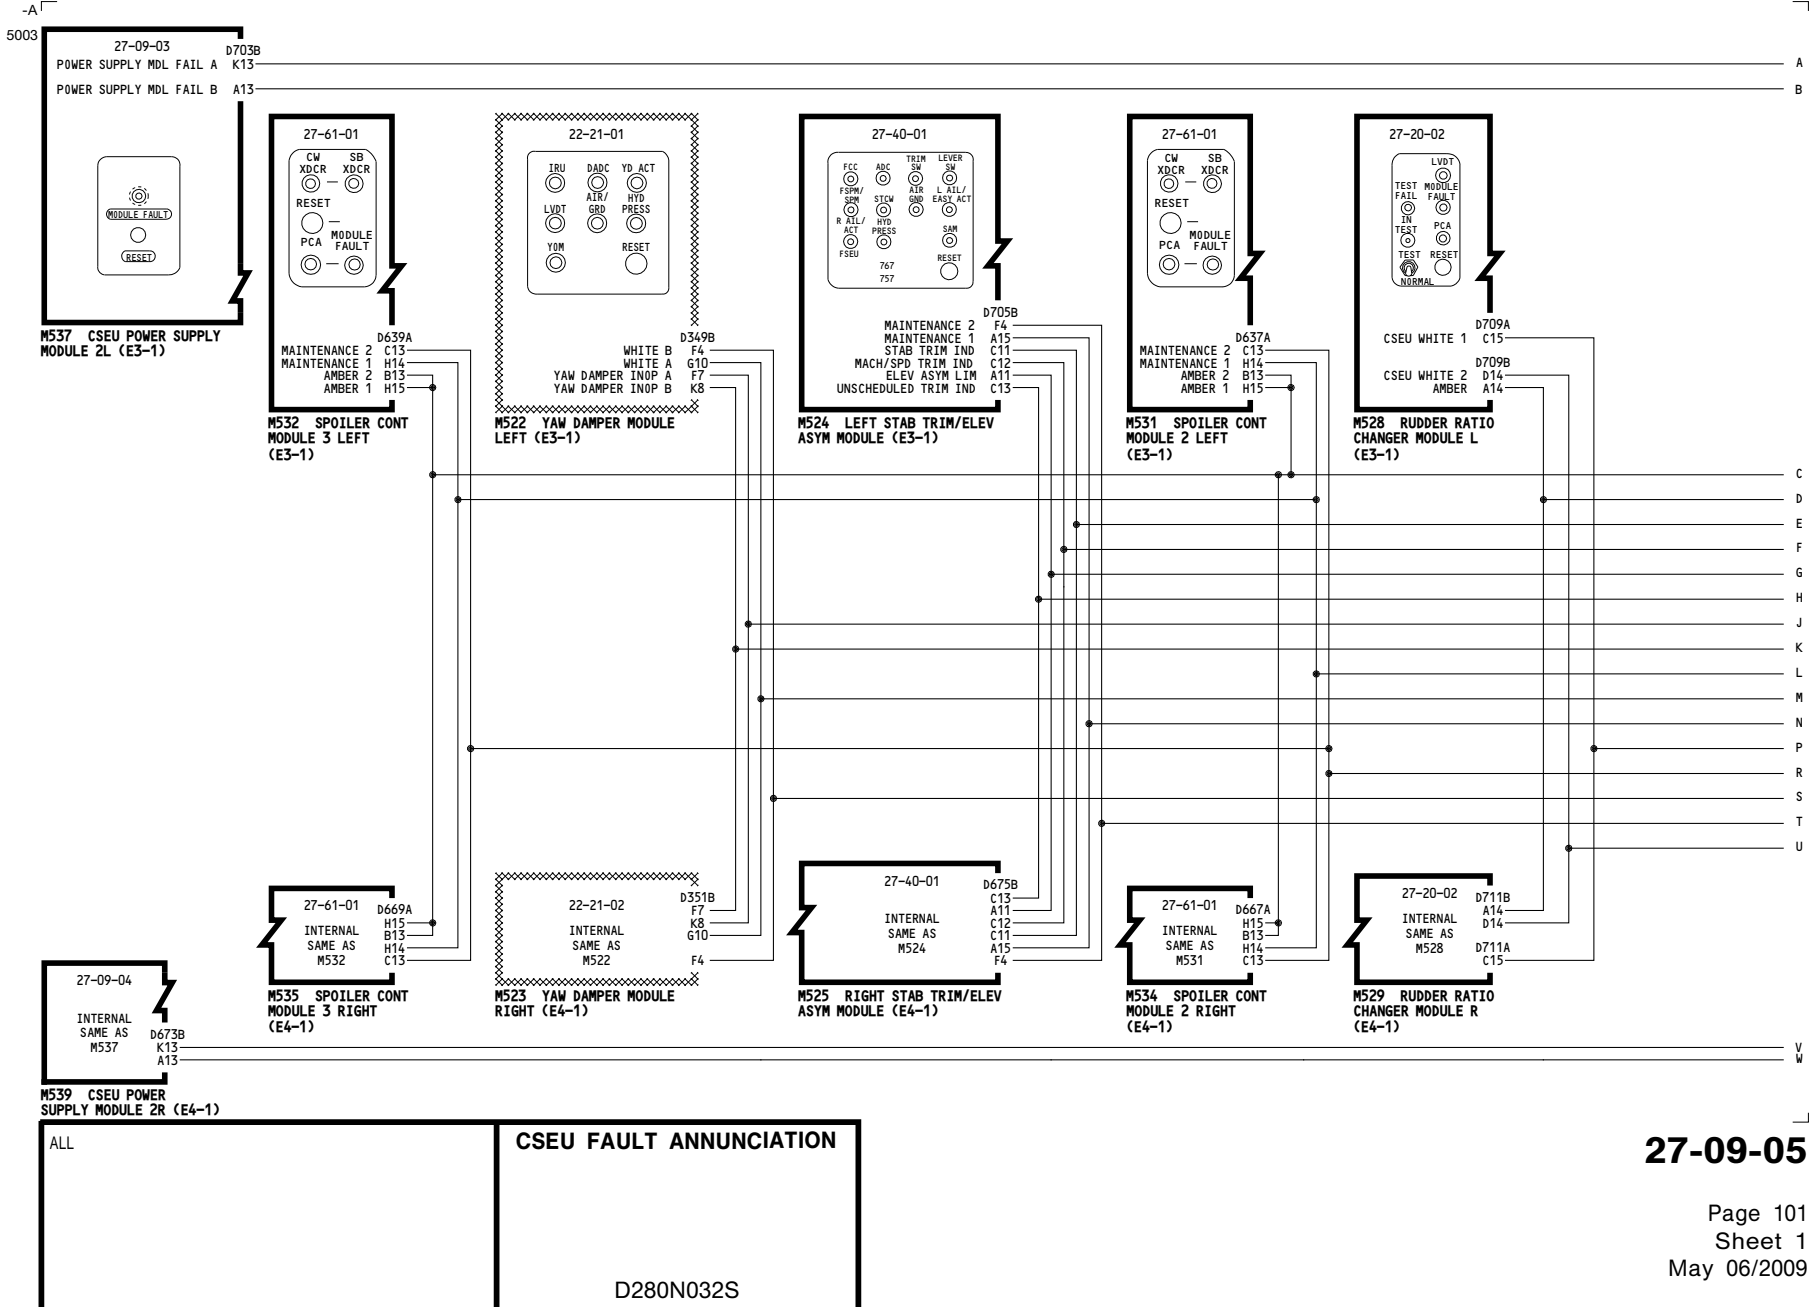 -A
5003
27-09-03
D703B
POWER SUPPLY MDL FAIL A K13
POWER SUPPLY MDL FAIL B A13
MODULE FAULT
RESET
M537 CSEU POWER SUPPLY
MODULE 2L (E3-1)
27-61-01
CW SB
XDCR XDCR
RESET
PCA MODULE
FAULT
D639A
MAINTENANCE 2 C13
MAINTENANCE 1 H14
AMBER 2 B13
AMBER 1 H15
M532 SPOILER CONT
MODULE 3 LEFT
(E3-1)
22-21-01
IRU DADC YD ACT
AIR/ HYD
LVDT GRD PRESS
YOM RESET
D349B
WHITE B F4
WHITE A G10
YAW DAMPER INOP A F7
YAW DAMPER INOP B K8
M522 YAW DAMPER MODULE
LEFT (E3-1)
27-40-01
TRIM LEVER
FCC ADC SW SW
FSPM/ AIR L AIL/
SPM STCW GND EASY ACT
R AIL/ HYD
ACT PRESS SAM
FSEU RESET
767
757
D705B
MAINTENANCE 2 F4
MAINTENANCE 1 A15
STAB TRIM IND C11
MACH/SPD TRIM IND C12
ELEV ASYM LIM A11
UNSCHEDULED TRIM IND C13
M524 LEFT STAB TRIM/ELEV
ASYM MODULE (E3-1)
27-61-01
CW SB
XDCR XDCR
RESET
PCA MODULE
FAULT
D637A
MAINTENANCE 2 C13
MAINTENANCE 1 H14
AMBER 2 B13
AMBER 1 H15
M531 SPOILER CONT
MODULE 2 LEFT
(E3-1)
27-20-02
LVDT
TEST MODULE
FAIL FAULT
IN
TEST PCA
TEST RESET
NORMAL
D709A
CSEU WHITE 1 C15
D709B
CSEU WHITE 2 D14
AMBER A14
M528 RUDDER RATIO
CHANGER MODULE L
(E3-1)
A
B
C
D
E
F
G
H
J
K
L
M
N
P
R
S
T
U
V
W
27-09-04
INTERNAL
SAME AS
M537
D673B
K13
A13
M539 CSEU POWER
SUPPLY MODULE 2R (E4-1)
27-61-01
INTERNAL
SAME AS
M532
D669A
H15
B13
H14
C13
M535 SPOILER CONT
MODULE 3 RIGHT
(E4-1)
22-21-02
INTERNAL
SAME AS
M522
D351B
F7
K8
G10
F4
M523 YAW DAMPER MODULE
RIGHT (E4-1)
27-40-01
INTERNAL
SAME AS
M524
D675B
C13
A11
C12
C11
A15
F4
M525 RIGHT STAB TRIM/ELEV
ASYM MODULE (E4-1)
27-61-01
INTERNAL
SAME AS
M531
D667A
H15
B13
H14
C13
M534 SPOILER CONT
MODULE 2 RIGHT
(E4-1)
27-20-02
INTERNAL
SAME AS
M528
D711B
A14
D14
D711A
C15
M529 RUDDER RATIO
CHANGER MODULE R
(E4-1)
ALL
CSEU FAULT ANNUNCIATION
D280N032S
27-09-05
Page 101
Sheet 1
May 06/2009